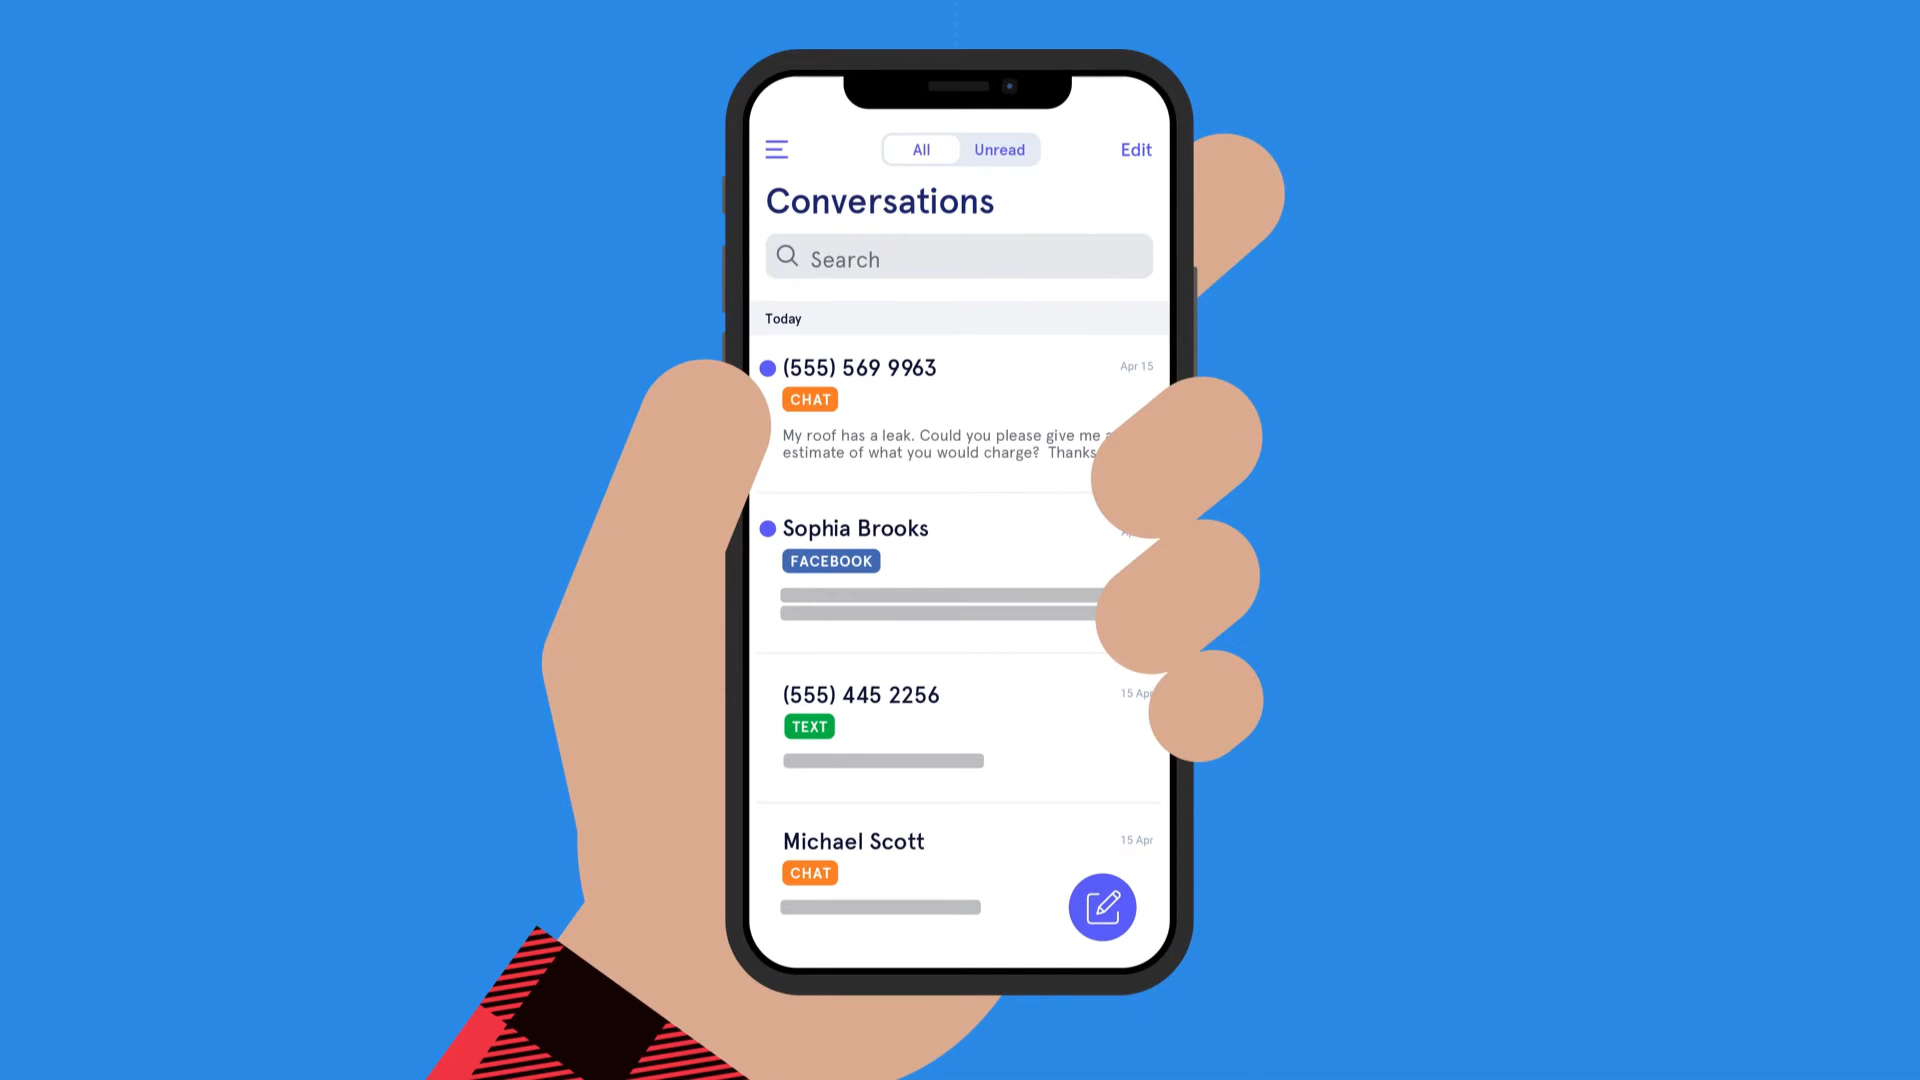 All Unread Edit
Conversations
Search
Today
(555) 569 9963 Apr 15
CHAT
My roof has a leak. Could you please give me
estimate of what you would charge? Thanks
Sophia Brooks
FACEBOOK
(555) 445 2256 15 Apr
TEXT
Michael Scott 15 Apr
CHAT